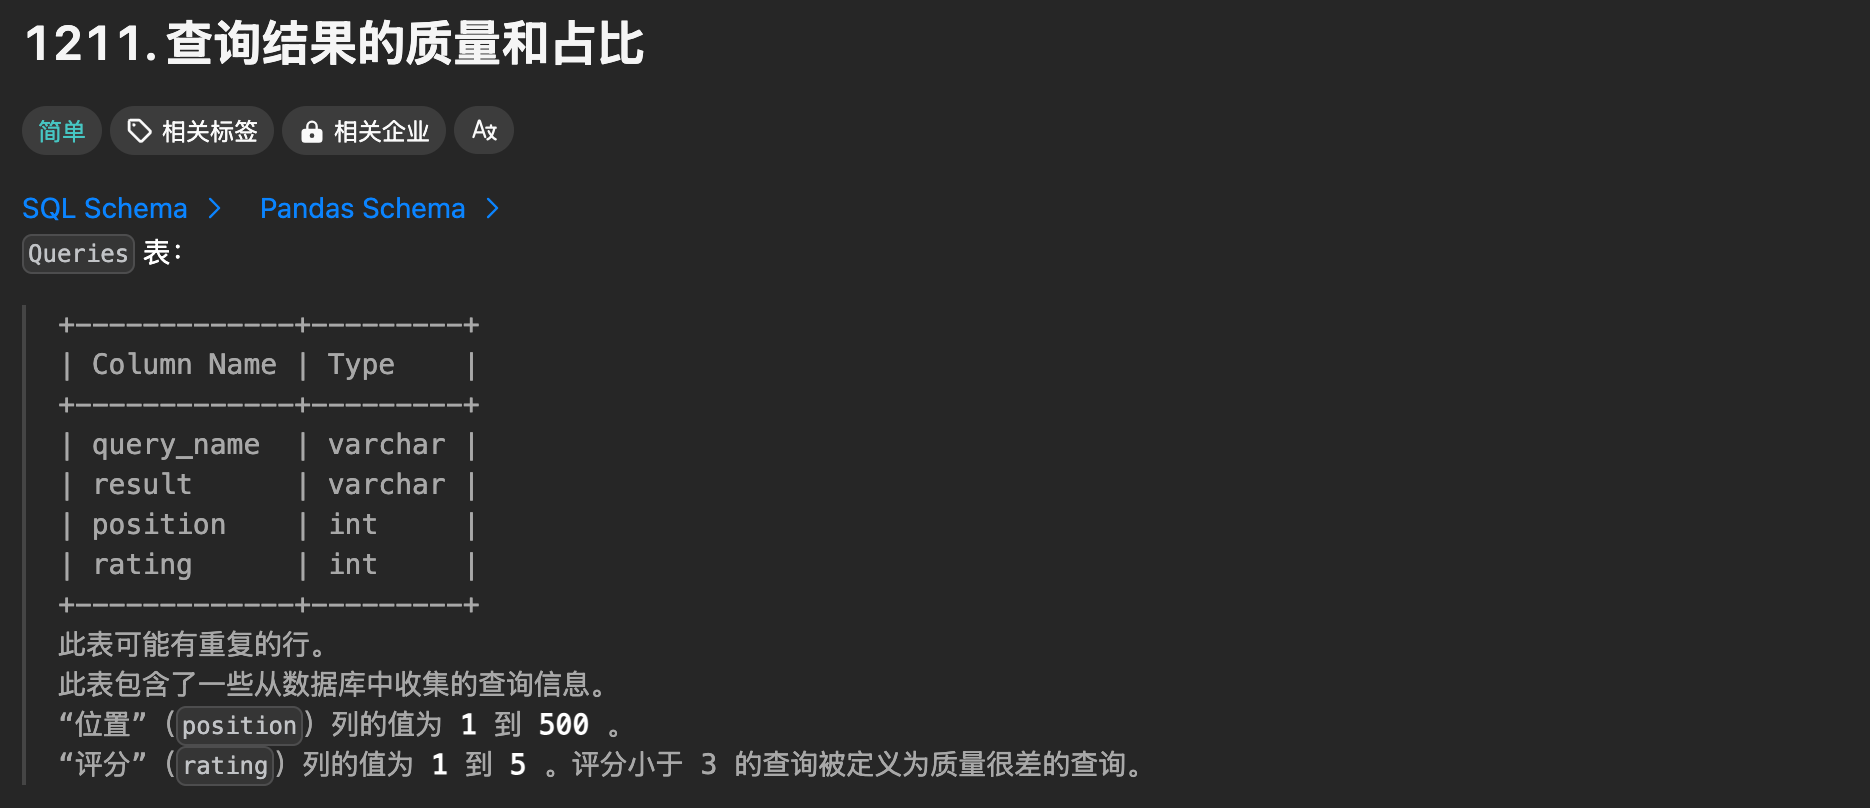 1211. 查询结果的质量和占比
简单 相关标签 相关企业 A文
SQL Schema > Pandas Schema >
Queries 表：
+-------------+---------+
| Column Name | Type    |
+-------------+---------+
| query_name  | varchar |
| result      | varchar |
| position    | int     |
| rating      | int     |
+-------------+---------+
此表可能有重复的行。
此表包含了一些从数据库中收集的查询信息。
“位置”（position）列的值为 1 到 500 。
“评分”（rating）列的值为 1 到 5 。评分小于 3 的查询被定义为质量很差的查询。